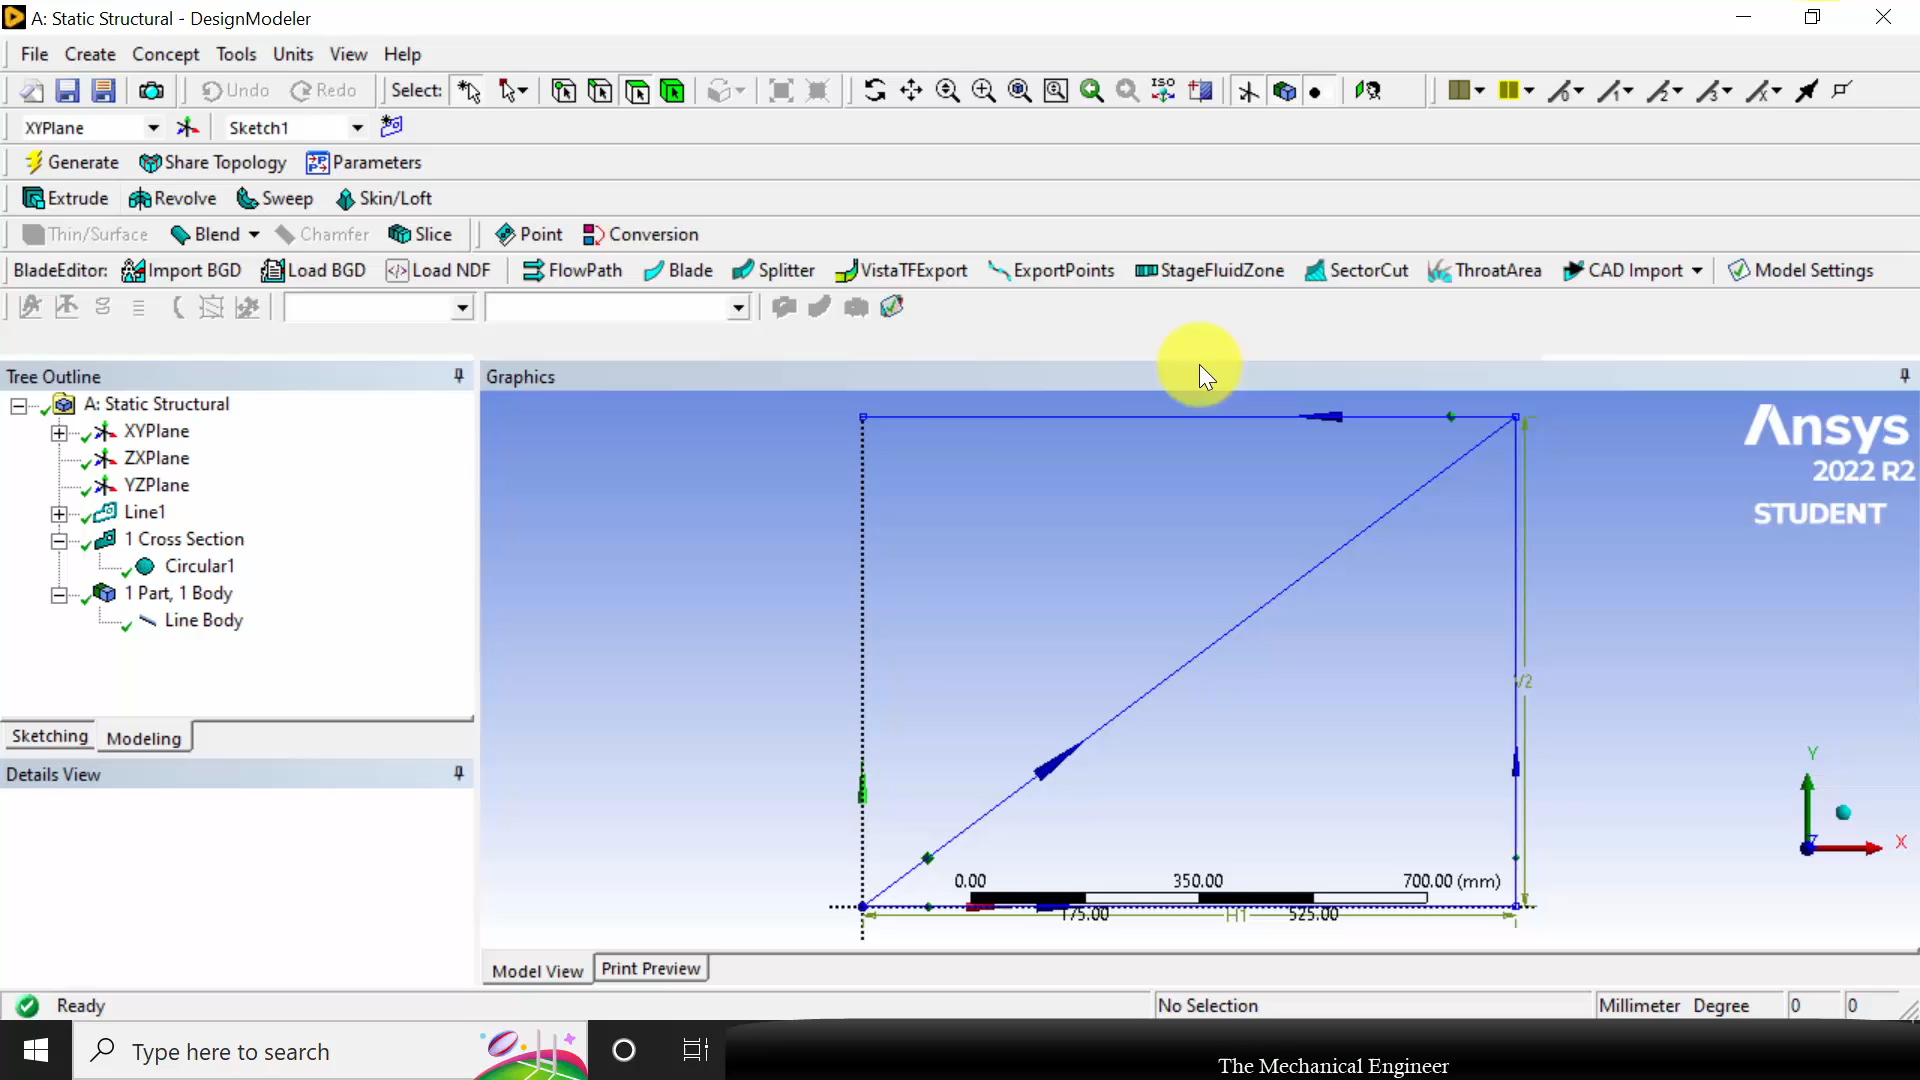 A: Static Structural - DesignModeler
File Create Concept Tools Units View Help
Undo Redo Select: ISO
XYPlane Sketch1
Generate Share Topology Parameters
Extrude Revolve Sweep Skin/Loft
Thin/Surface Blend Chamfer Slice Point Conversion
BladeEditor: Import BGD Load BGD Load NDF FlowPath Blade Splitter VistaTFExport ExportPoints StageFluidZone SectorCut ThroatArea CAD Import Model Settings
Tree Outline
A: Static Structural
XYPlane
ZXPlane
YZPlane
Line1
1 Cross Section
Circular1
1 Part, 1 Body
Line Body
Sketching Modeling
Details View
Graphics
Ansys
2022 R2
STUDENT
V2
Y
X
Z
0.00 350.00 700.00 (mm)
175.00 H1 525.00
Model View Print Preview
Ready No Selection Millimeter Degree 0 0
Type here to search
The Mechanical Engineer